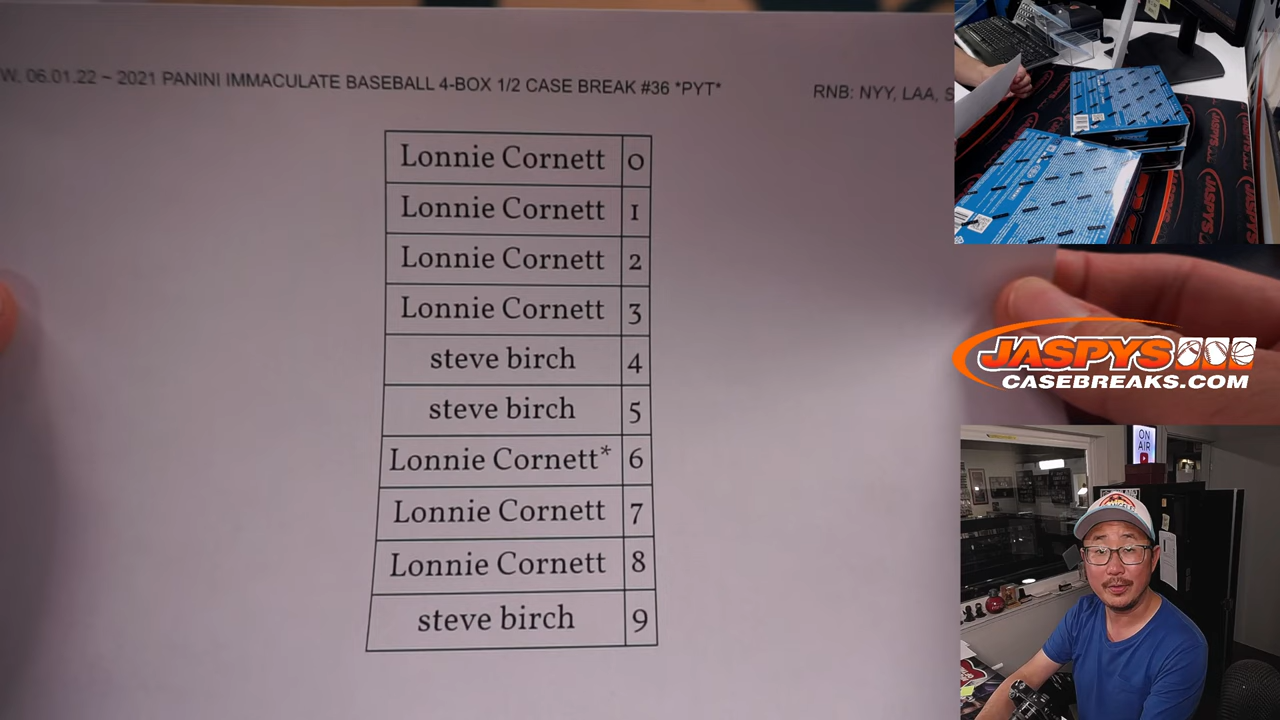 W. 06.01.22 ~ 2021 PANINI IMMACULATE BASEBALL 4-BOX 1/2 CASE BREAK #36 *PYT*
RNB: NYY, LAA, S
Lonnie Cornett 0
Lonnie Cornett 1
Lonnie Cornett 2
Lonnie Cornett 3
steve birch 4
steve birch 5
Lonnie Cornett* 6
Lonnie Cornett 7
Lonnie Cornett 8
steve birch 9
JASPYS
JASPYS
JASPYS
CASEBREAKS.COM
ON
AIR